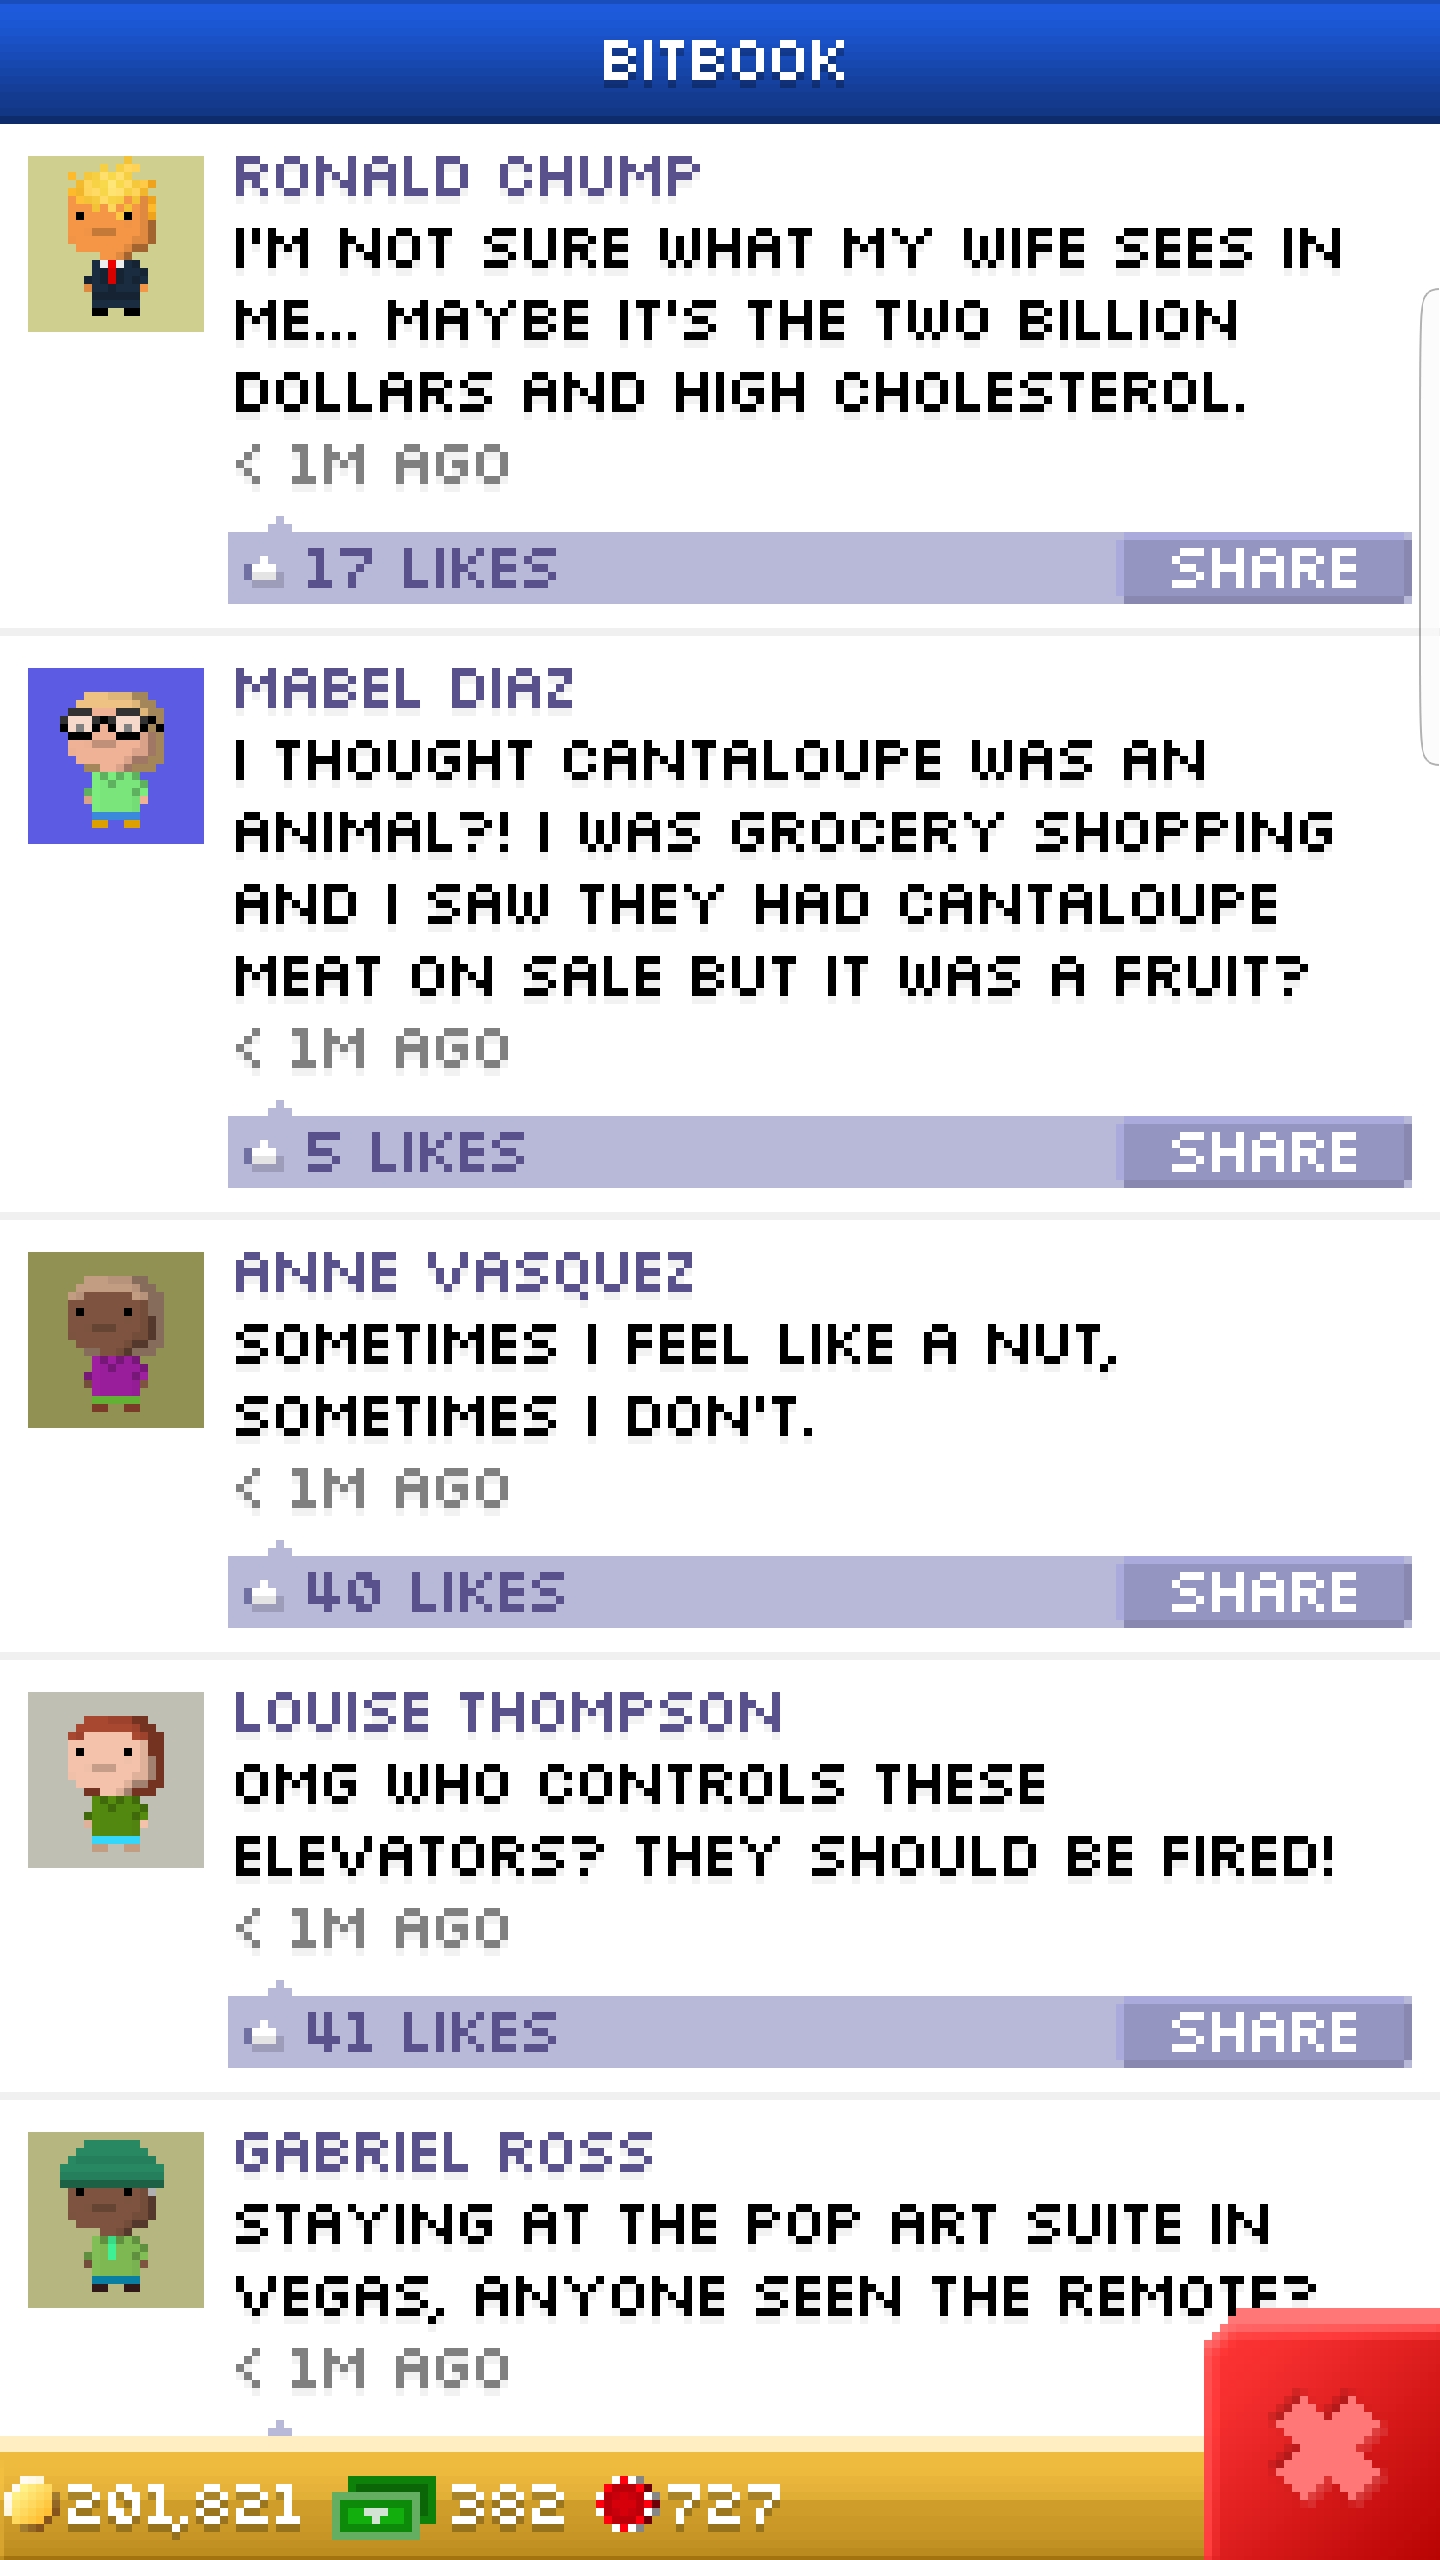 BITBOOK
RONALD CHUMP
I'M NOT SURE WHAT MY WIFE SEES IN
ME... MAYBE IT'S THE TWO BILLION
DOLLARS AND HIGH CHOLESTEROL.
< 1M AGO
17 LIKES SHARE
MABEL DIAZ
I THOUGHT CANTALOUPE WAS AN
ANIMAL?! I WAS GROCERY SHOPPING
AND I SAW THEY HAD CANTALOUPE
MEAT ON SALE BUT IT WAS A FRUIT?
< 1M AGO
5 LIKES SHARE
ANNE VASQUEZ
SOMETIMES I FEEL LIKE A NUT,
SOMETIMES I DON'T.
< 1M AGO
40 LIKES SHARE
LOUISE THOMPSON
OMG WHO CONTROLS THESE
ELEVATORS? THEY SHOULD BE FIRED!
< 1M AGO
41 LIKES SHARE
GABRIEL ROSS
STAYING AT THE POP ART SUITE IN
VEGAS, ANYONE SEEN THE REMOTE?
< 1M AGO
201,821 382 727